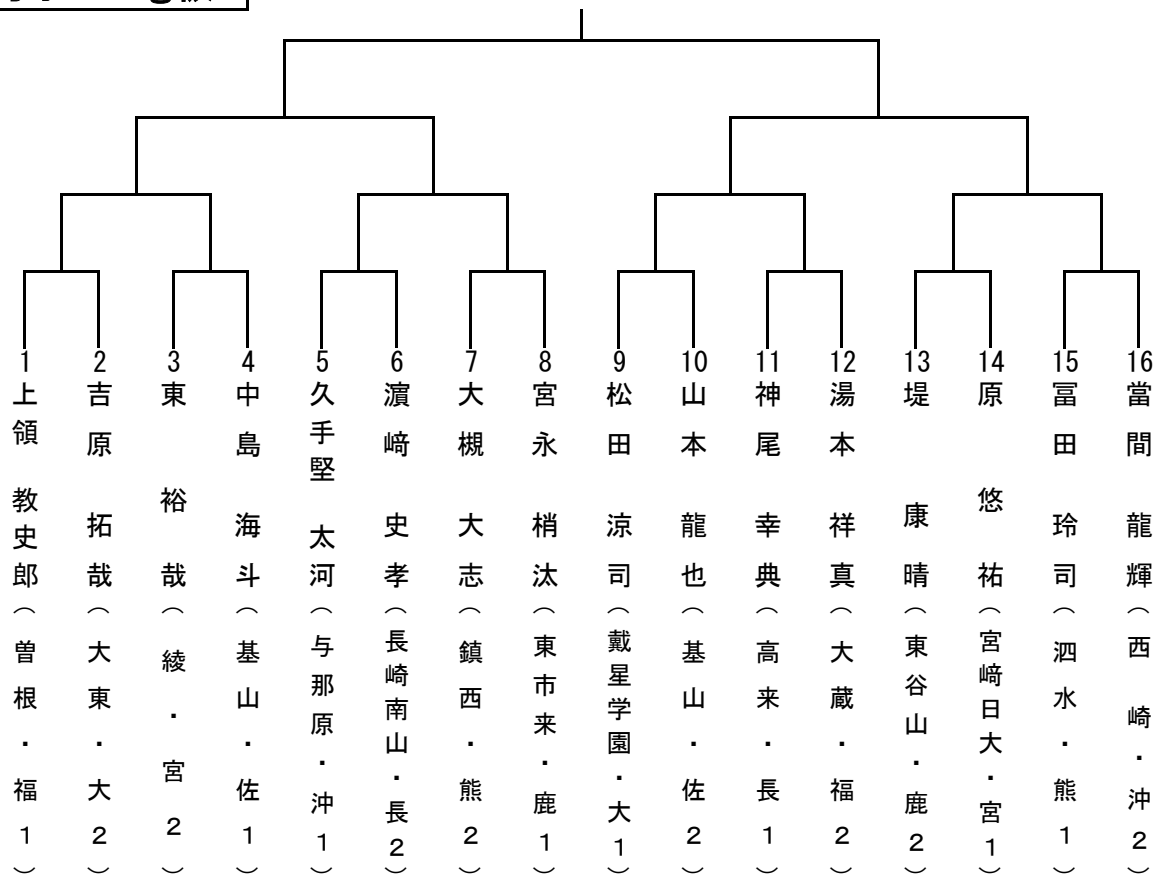 1 上領 教史郎(曽根・福1)
2 吉原 拓哉(大東・大2)
3 東 裕哉(綾・宮2)
4 中島 海斗(基山・佐1)
5 久手堅 太河(与那原・沖1)
6 濵﨑 史孝(長崎南山・長2)
7 大槻 大志(鎮西・熊2)
8 宮永 梢汰(東市来・鹿1)
9 松田 涼司(戴星学園・大1)
10 山本 龍也(基山・佐2)
11 神尾 幸典(高来・長1)
12 湯本 祥真(大蔵・福2)
13 堤 康晴(東谷山・鹿2)
14 原 悠祐(宮﨑日大・宮1)
15 冨田 玲司(泗水・熊1)
16 當間 龍輝(西崎・沖2)